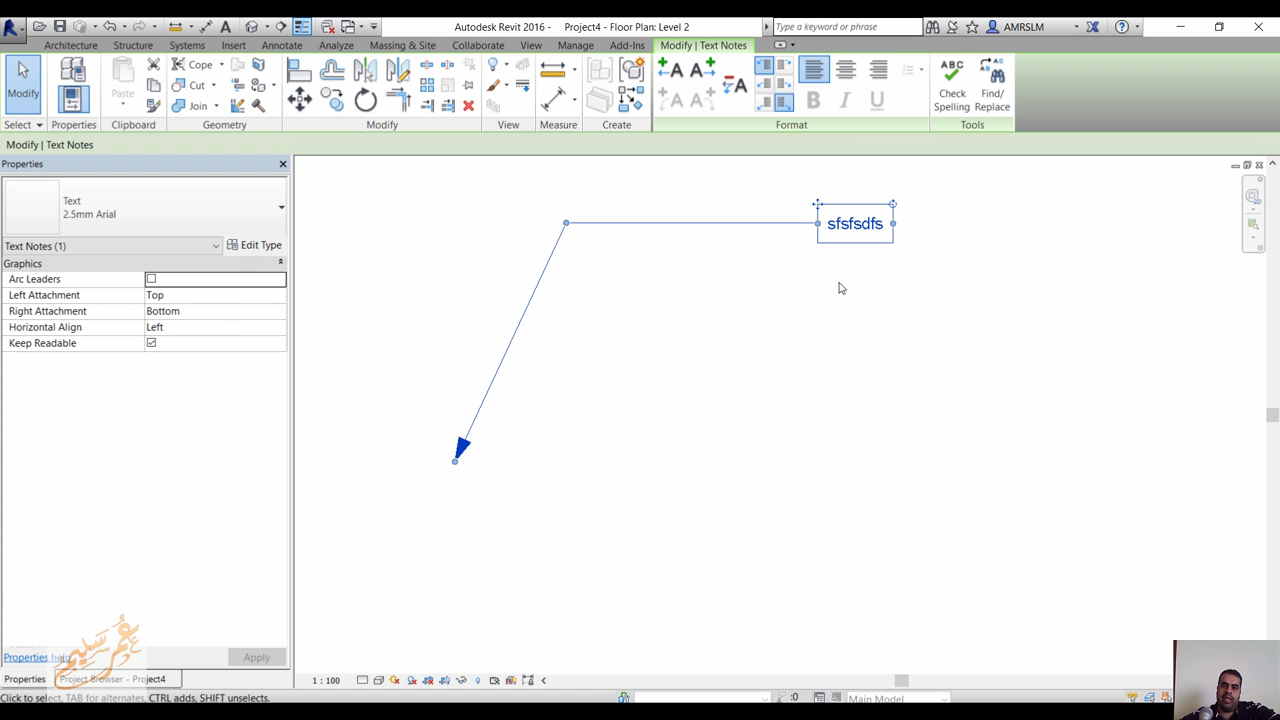 Autodesk Revit 2016 - Project4 - Floor Plan: Level 2
Type a keyword or phrase
AMRSLM
Architecture Structure Systems Insert Annotate Analyze Massing & Site Collaborate View Manage Add-Ins Modify | Text Notes
Modify
Paste
Cope
Cut
Join
Check
Spelling
Find/
Replace
Select Properties Clipboard Geometry Modify View Measure Create Format Tools
Modify | Text Notes
Properties
Text
2.5mm Arial
Text Notes (1)
Edit Type
Graphics
Arc Leaders
Left Attachment Top
Right Attachment Bottom
Horizontal Align Left
Keep Readable
sfsfsdfs
عمر سليم
Properties help
Apply
Properties Project Browser - Project4
1 : 100
Click to select, TAB for alternates, CTRL adds, SHIFT unselects.
:0
Main Model